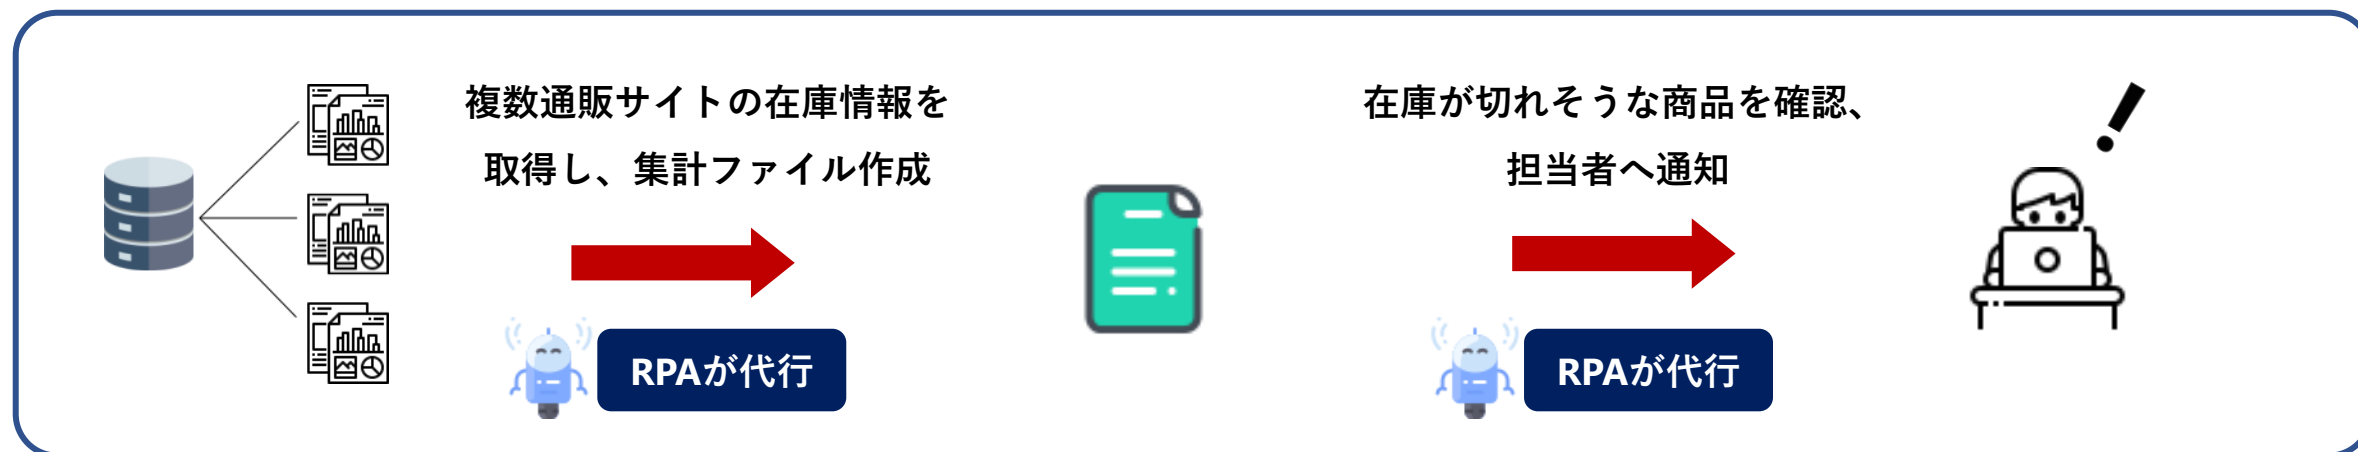 複数通販サイトの在庫情報を
取得し、集計ファイル作成
RPAが代行
在庫が切れそうな商品を確認、
担当者へ通知
RPAが代行